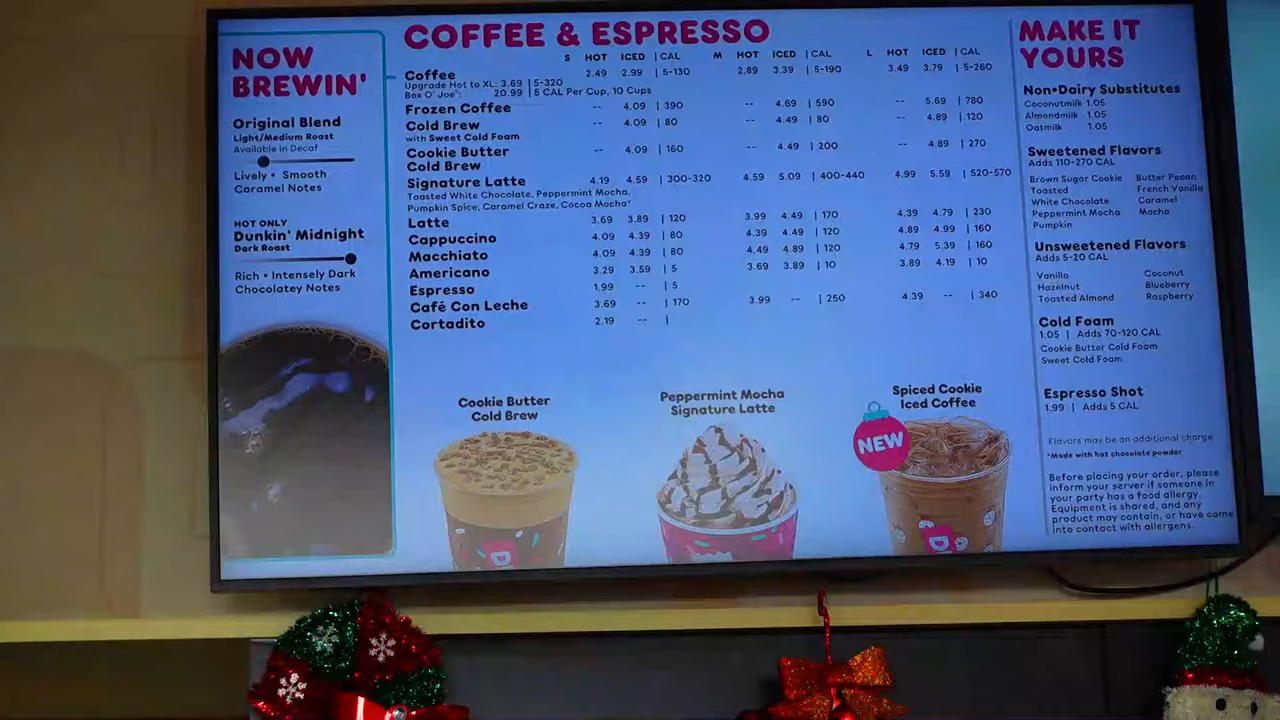 NOW
BREWIN'
Original Blend
Light/Medium Roast
Available in Decaf
Lively • Smooth
Caramel Notes
HOT ONLY
Dunkin' Midnight
Dark Roast
Rich • Intensely Dark
Chocolatey Notes
COFFEE & ESPRESSO
S HOT ICED | CAL M HOT ICED | CAL L HOT ICED | CAL
Coffee 2.49 2.99 | 5-130 2.89 3.39 | 5-190 3.49 3.79 | 5-260
Upgrade Hot to XL: 3.69 | 5-320
Box O' Joe®: 20.99 | 5 CAL Per Cup, 10 Cups
Frozen Coffee -- 4.09 | 390 -- 4.69 | 590 -- 5.69 | 780
Cold Brew -- 4.09 | 80 -- 4.49 | 80 -- 4.89 | 120
with Sweet Cold Foam
Cookie Butter -- 4.09 | 160 -- 4.49 | 200 -- 4.89 | 270
Cold Brew
Signature Latte 4.19 4.59 | 300-320 4.59 5.09 | 400-440 4.99 5.59 | 520-570
Toasted White Chocolate, Peppermint Mocha,
Pumpkin Spice, Caramel Craze, Cocoa Mocha*
Latte 3.69 3.89 | 120 3.99 4.49 | 170 4.39 4.79 | 230
Cappuccino 4.09 4.39 | 80 4.39 4.49 | 120 4.89 4.99 | 160
Macchiato 4.09 4.39 | 80 4.49 4.89 | 120 4.79 5.39 | 160
Americano 3.29 3.59 | 5 3.69 3.89 | 10 3.89 4.19 | 10
Espresso 1.99 -- | 5
Café Con Leche 3.69 -- | 170 3.99 -- | 250 4.39 -- | 340
Cortadito 2.19 -- |
Cookie Butter
Cold Brew
Peppermint Mocha
Signature Latte
Spiced Cookie
Iced Coffee
NEW
MAKE IT
YOURS
Non•Dairy Substitutes
Coconutmilk 1.05
Almondmilk 1.05
Oatmilk 1.05
Sweetened Flavors
Adds 110-270 CAL
Brown Sugar Cookie Butter Pecan
Toasted French Vanilla
White Chocolate Caramel
Peppermint Mocha Mocha
Pumpkin
Unsweetened Flavors
Adds 5-20 CAL
Vanilla Coconut
Hazelnut Blueberry
Toasted Almond Raspberry
Cold Foam
1.05 | Adds 70-120 CAL
Cookie Butter Cold Foam
Sweet Cold Foam
Espresso Shot
1.99 | Adds 5 CAL
Flavors may be an additional charge
*Made with hot chocolate powder
Before placing your order, please
inform your server if someone in
your party has a food allergy.
Equipment is shared, and any
product may contain, or have come
into contact with allergens.